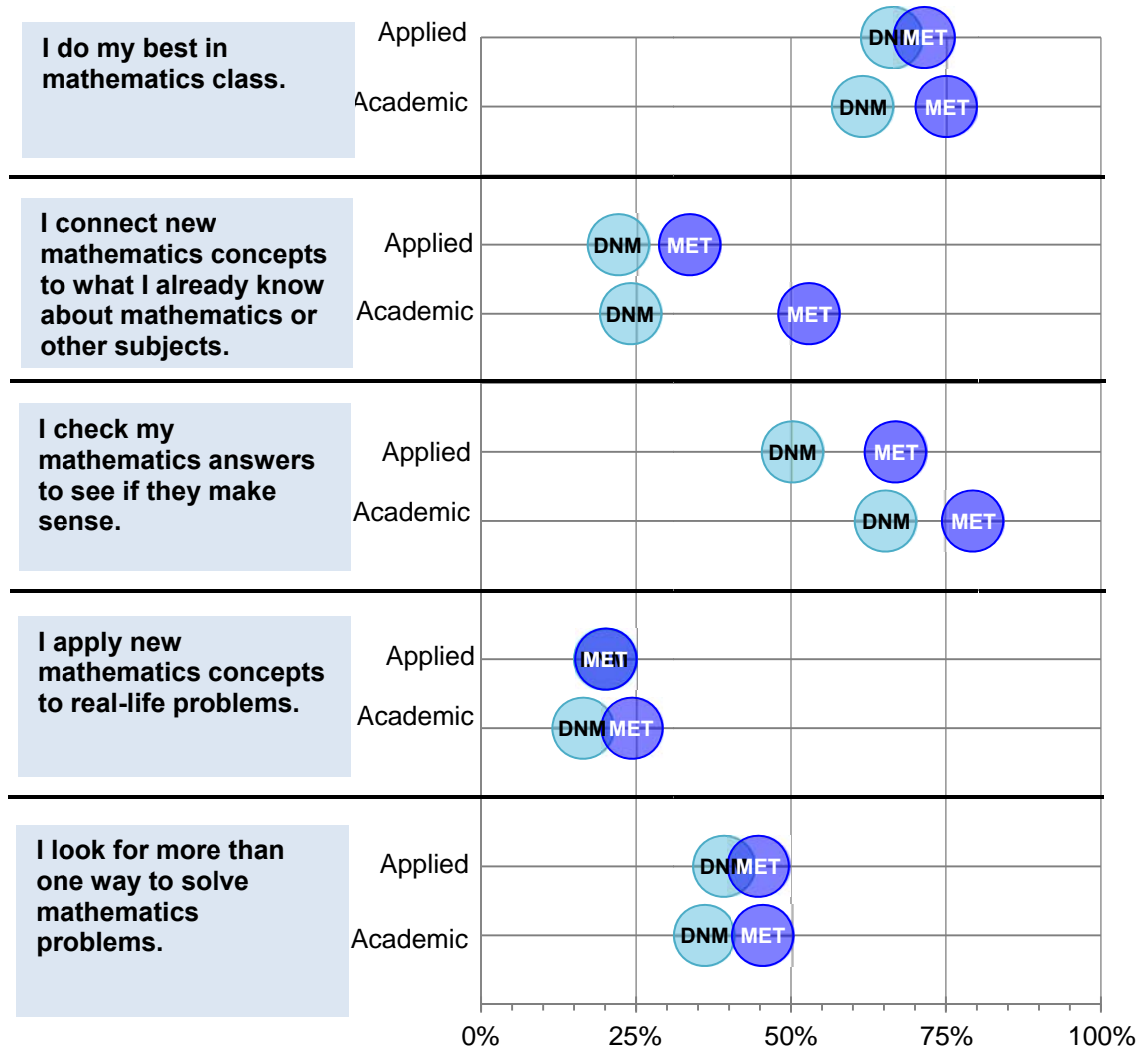 I do my best in
mathematics class.
Applied
DNM MET
Academic
DNM MET
I connect new
mathematics concepts
to what I already know
about mathematics or
other subjects.
Applied
DNM MET
Academic
DNM MET
I check my
mathematics answers
to see if they make
sense.
Applied
DNM MET
Academic
DNM MET
I apply new
mathematics concepts
to real-life problems.
Applied
MET
Academic
DNM MET
I look for more than
one way to solve
mathematics
problems.
Applied
DNM MET
Academic
DNM MET
0% 25% 50% 75% 100%